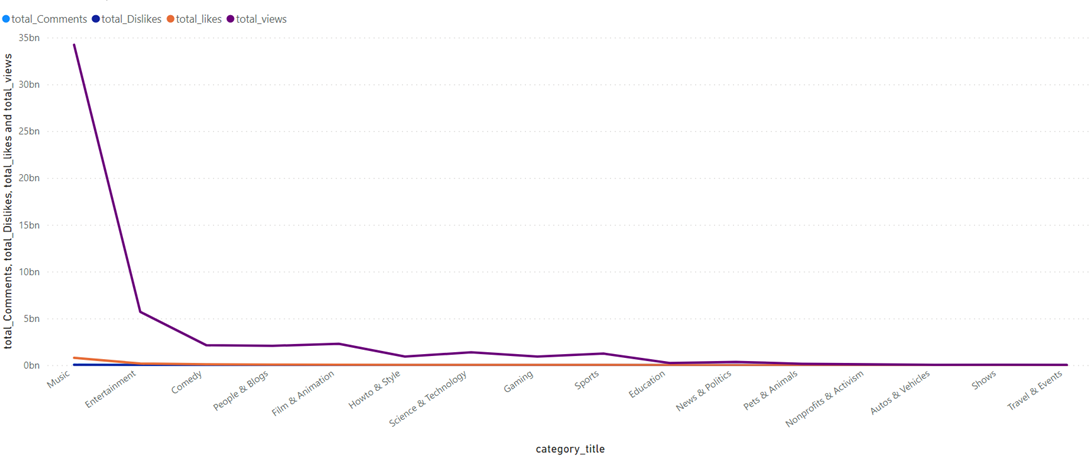 total_Comments total_Dislikes total_likes total_views
total_Comments, total_Dislikes, total_likes and total_views
35bn
30bn
25bn
20bn
15bn
10bn
5bn
0bn
Music
Entertainment
Comedy
People & Blogs
Film & Animation
Howto & Style
Science & Technology
Gaming
Sports
Education
News & Politics
Pets & Animals
Nonprofits & Activism
Autos & Vehicles
Shows
Travel & Events
category_title